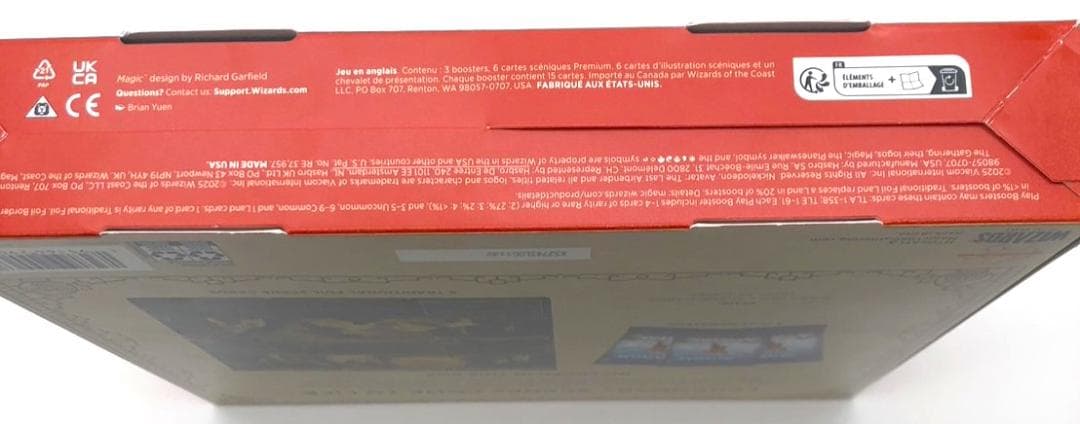 21
PAP
UK
CA
CE
Magic™ design by Richard Garfield
Questions? Contact us: Support.Wizards.com
Brian Yuen
Jeu en anglais. Contenu : 3 boosters, 6 cartes scéniques Premium, 6 cartes d'illustration scéniques et un
chevalet de présentation. Chaque booster contient 15 cartes. Importé au Canada par Wizards of the Coast
LLC, PO Box 707, Renton, WA 98057-0707, USA. FABRIQUÉ AUX ÉTATS-UNIS.
FR
ÉLÉMENTS
D'EMBALLAGE +
Play Boosters may contain these cards: TLA 1-358; TLE 1-61. Each Play Booster includes 1-4 cards of rarity Rare or higher (2: 27%; 3: 2%; 4: <1%), and 3-5 Uncommon, 6-9 Common, and 1 Land cards. 1 card of any rarity is Traditional Foil. Foil Border
in <1% of boosters. Traditional Foil Land replaces a Land in 20% of boosters. Details: magic.wizards.com/productdetails
©2025 Viacom International Inc. All Rights Reserved. Nickelodeon, Avatar: The Last Airbender and all related titles, logos and characters are trademarks of Viacom International Inc. ©2025 Wizards of the Coast LLC, PO Box 707, Renton
98057-0707, USA. Manufactured by: Hasbro SA, Rue Emile-Boéchat 31, 2800 Delémont, CH. Represented by: Hasbro, De Entree 240, 1101 EE Amsterdam, NL. Hasbro UK Ltd., PO Box 43 Newport, NP19 4YH, UK. Wizards of the Coast, Mag
The Gathering, their logos, Magic, the Planeswalker symbol, and the symbols are property of Wizards in the USA and other countries. U.S. Pat. No. RE 37,957. MADE IN USA.
WIZARDS